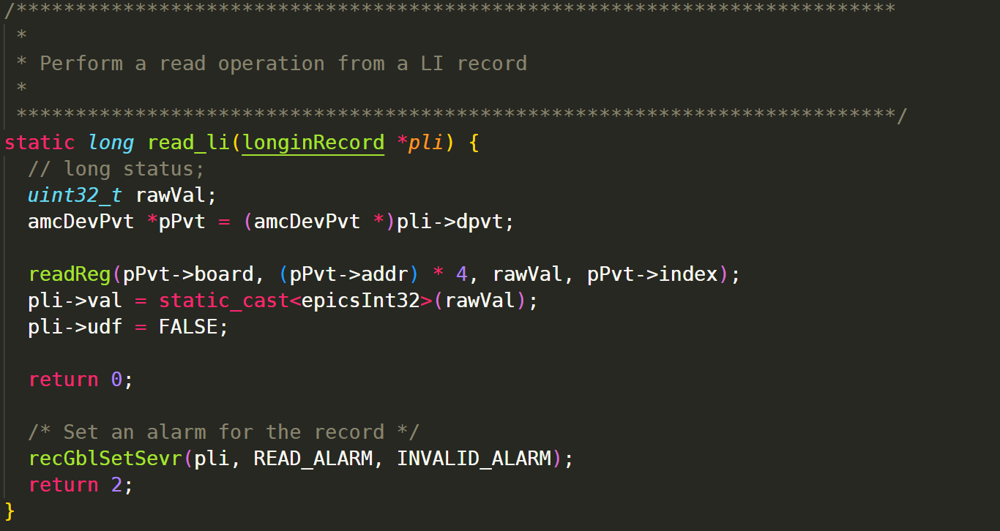 /**************************************************************************
*
* Perform a read operation from a LI record
*
**************************************************************************/
static long read_li(longinRecord *pli) {
// long status;
uint32_t rawVal;
amcDevPvt *pPvt = (amcDevPvt *)pli->dpvt;
readReg(pPvt->board, (pPvt->addr) * 4, rawVal, pPvt->index);
pli->val = static_cast<epicsInt32>(rawVal);
pli->udf = FALSE;
return 0;
/* Set an alarm for the record */
recGblSetSevr(pli, READ_ALARM, INVALID_ALARM);
return 2;
}